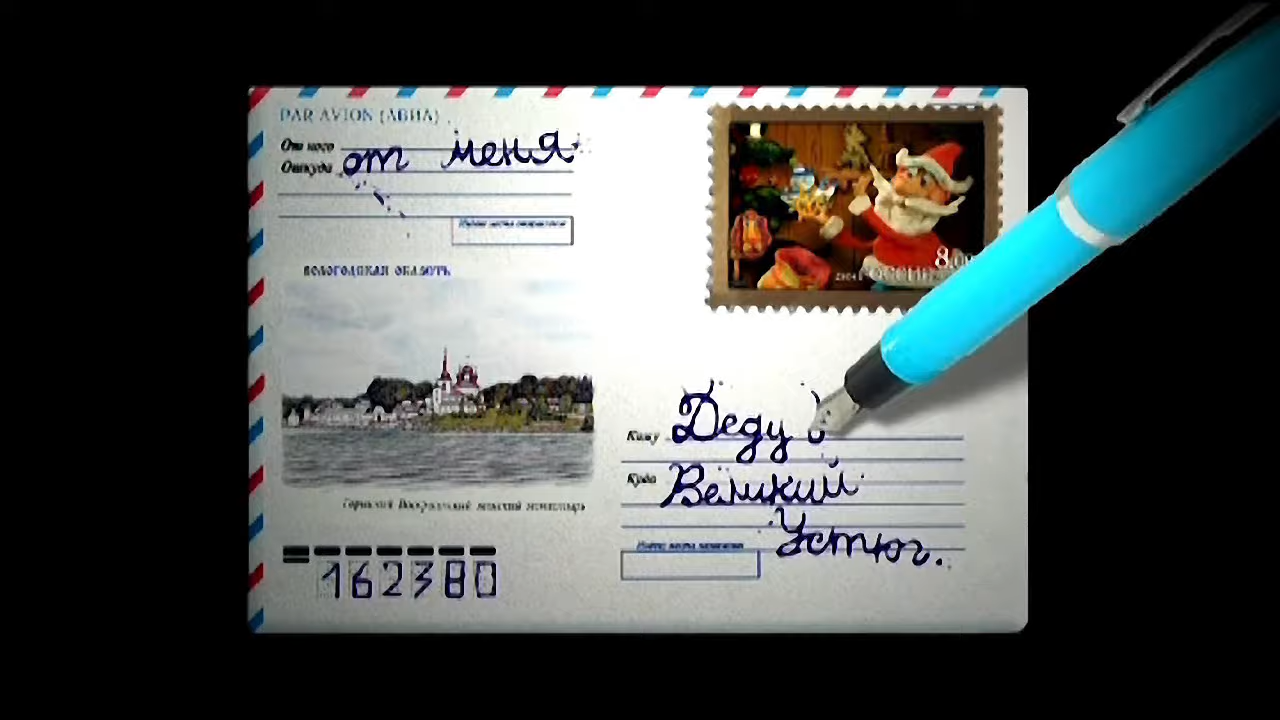 PAR AVION (АВИА)
От кого
Откуда от меня
ВОЛОГОДСКАЯ ОБЛАСТЬ
8.00
РОССИЯ
Кому Деду
Куда Великий
Устюг.
162380